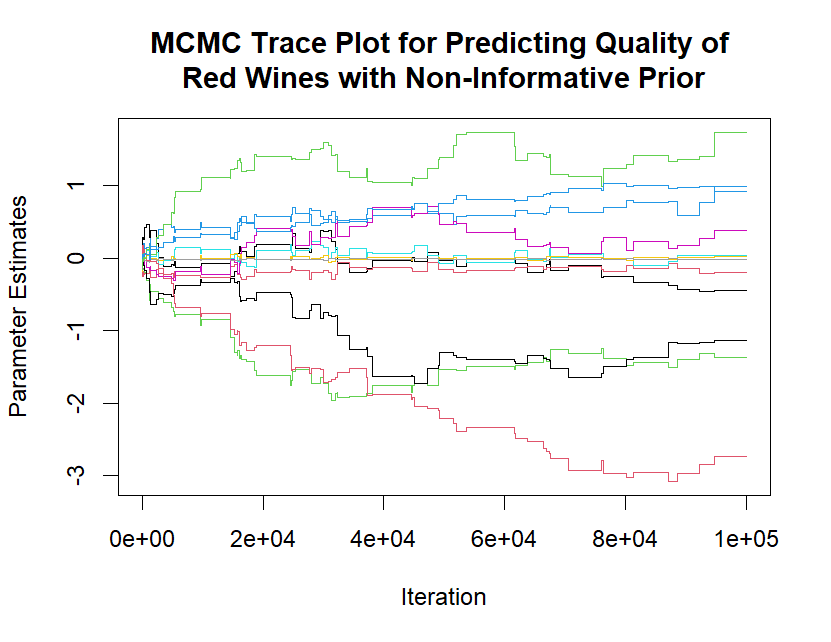 MCMC Trace Plot for Predicting Quality of
Red Wines with Non-Informative Prior
Parameter Estimates
1
0
-1
-2
-3
0e+00 2e+04 4e+04 6e+04 8e+04 1e+05
Iteration